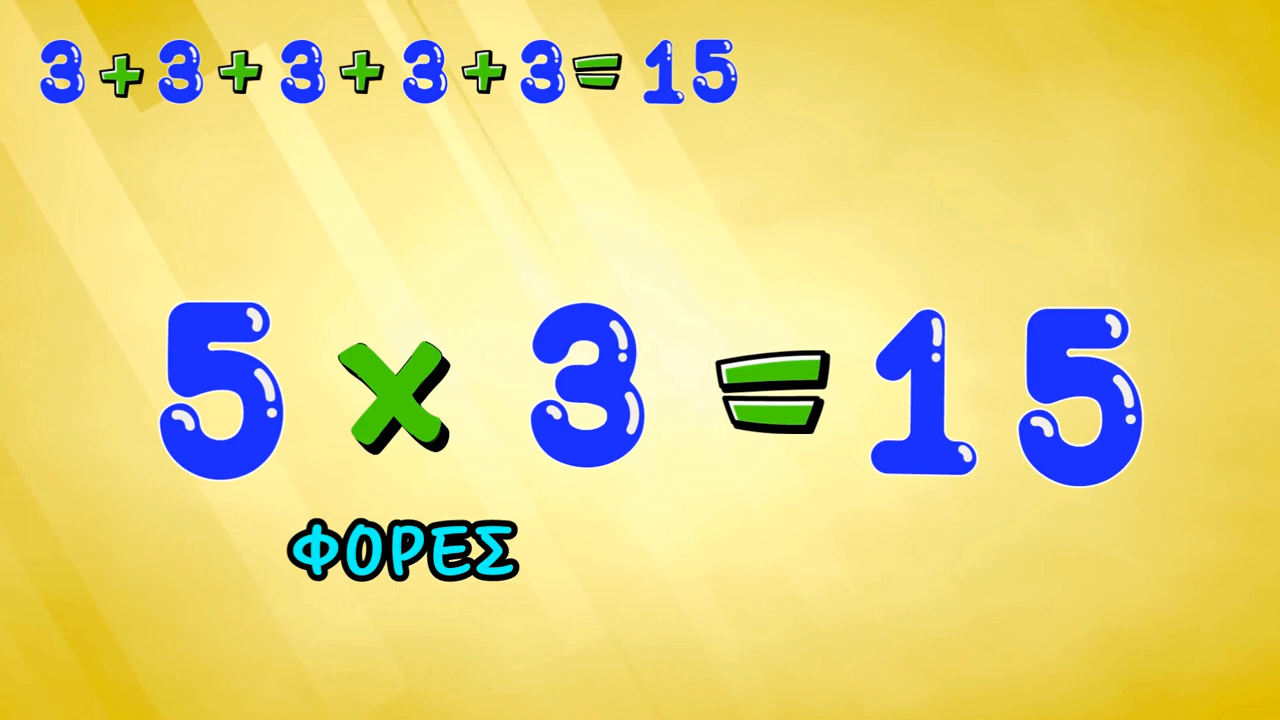 3 + 3 + 3 + 3 + 3 = 15
5 × 3 = 15
ΦΟΡΕΣ